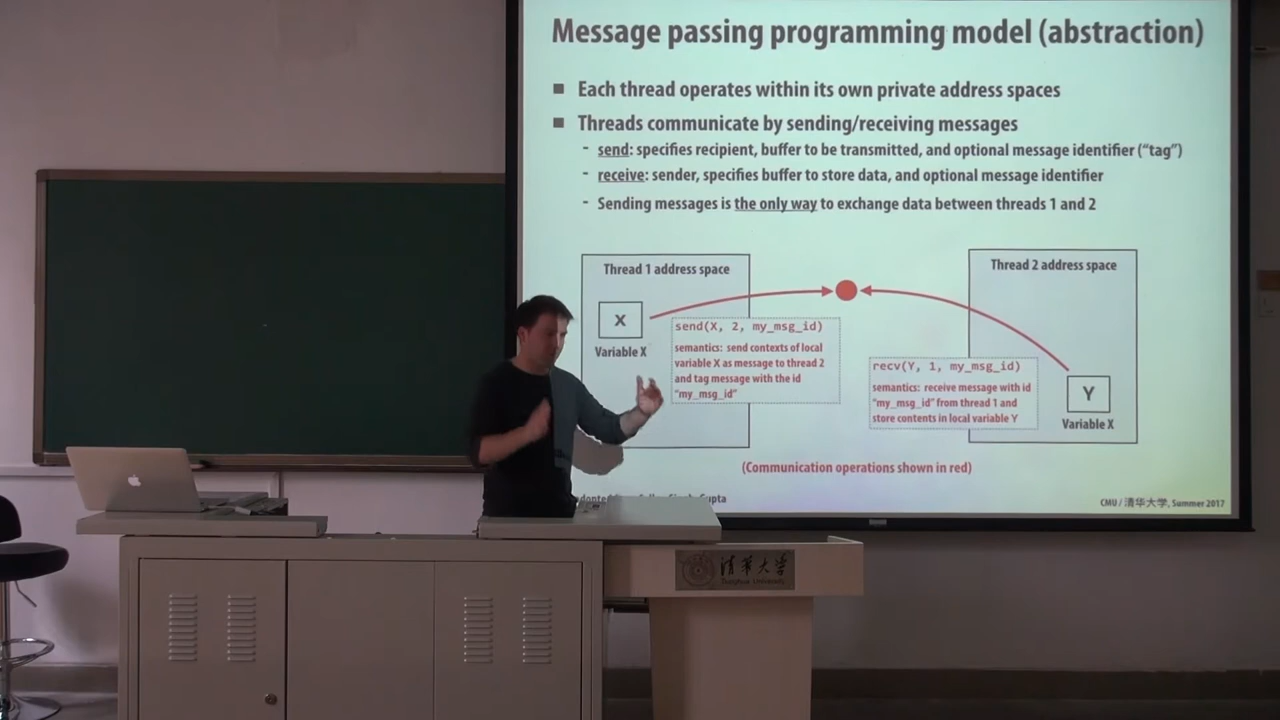 Message passing programming model (abstraction)
Each thread operates within its own private address spaces
Threads communicate by sending/receiving messages
- send: specifies recipient, buffer to be transmitted, and optional message identifier (“tag”)
- receive: sender, specifies buffer to store data, and optional message identifier
- Sending messages is the only way to exchange data between threads 1 and 2
Thread 1 address space
X
Variable X
send(X, 2, my_msg_id)
semantics: send contexts of local
variable X as message to thread 2
and tag message with the id
“my_msg_id”
Thread 2 address space
recv(Y, 1, my_msg_id)
semantics: receive message with id
“my_msg_id” from thread 1 and
store contents in local variable Y
Y
Variable X
(Communication operations shown in red)
Gupta
CMU / 清华大学, Summer 2017
清华大学
Tsinghua University